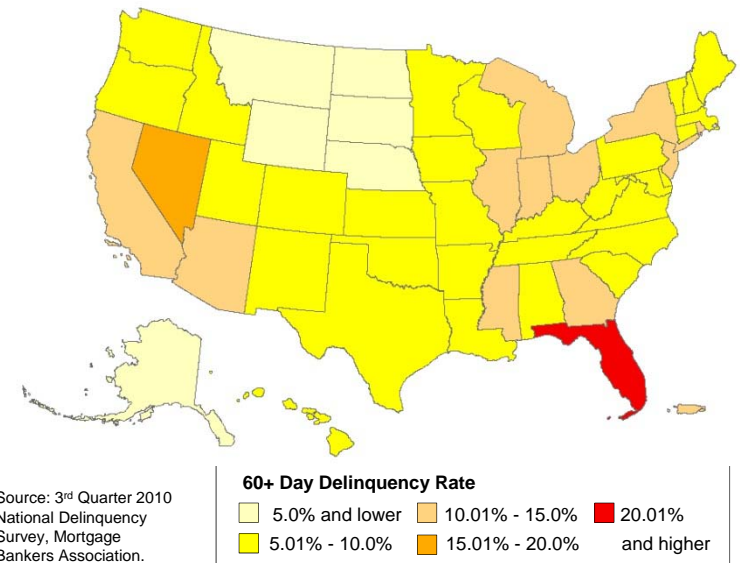 Source: 3rd Quarter 2010
National Delinquency
Survey, Mortgage
Bankers Association.
60+ Day Delinquency Rate
5.0% and lower
10.01% - 15.0%
20.01%
5.01% - 10.0%
15.01% - 20.0%
and higher